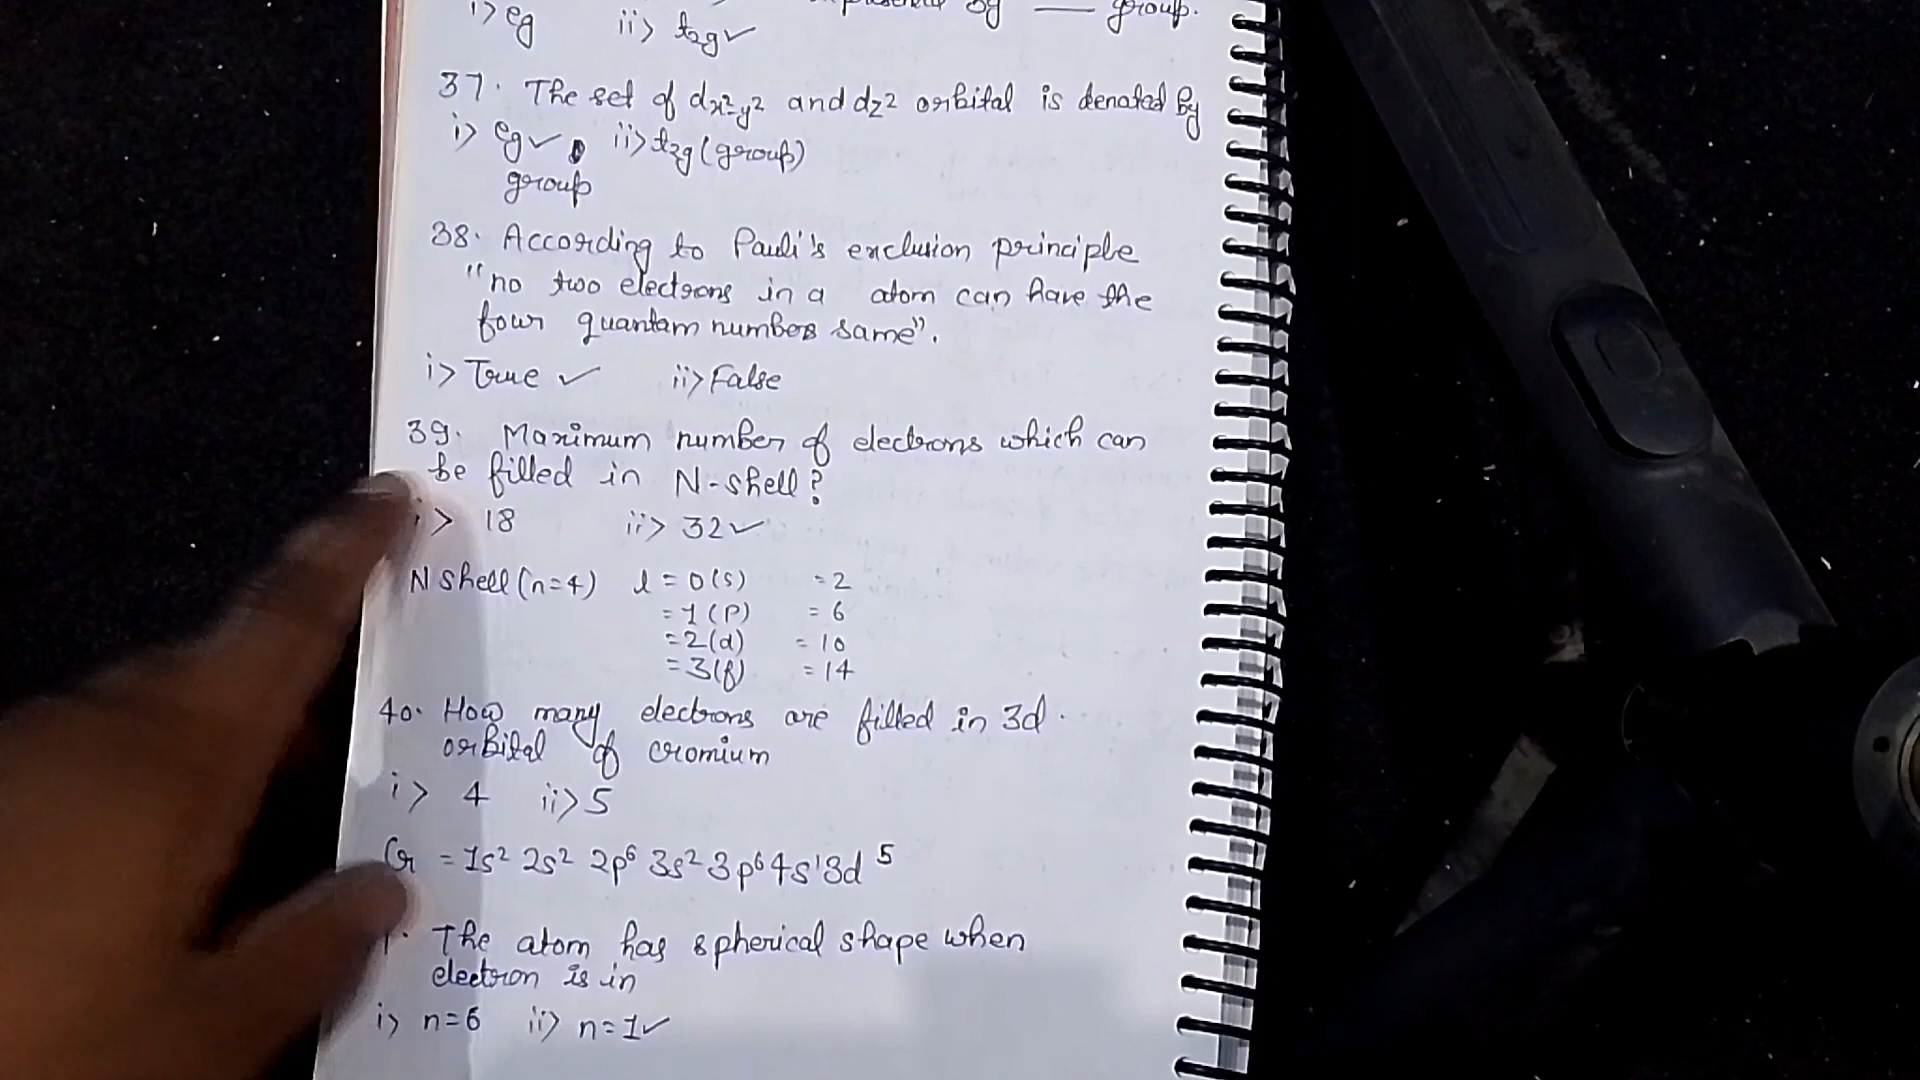 i> eg ii> t2g✓ group.
37. The set of dx²-y² and dz² orbital is denated by
i> eg✓, ii> t2g (group)
group
38. According to Pauli's exclusion principle
"no two electrons in a atom can have the
four quantam numbers same".
i> True ✓ ii> False
39. Maximum number of electrons which can
be filled in N-shell?
i> 18 ii> 32✓
N shell (n=4) l = 0(s) = 2
= 1(p) = 6
= 2(d) = 10
= 3(f) = 14
40. How many electrons are filled in 3d
orbital of cromium
i> 4 ii> 5
Cr = 1s² 2s² 2p⁶ 3s² 3p⁶ 4s¹ 3d⁵
The atom has spherical shape when
electron is in
i> n=6 ii> n=1✓